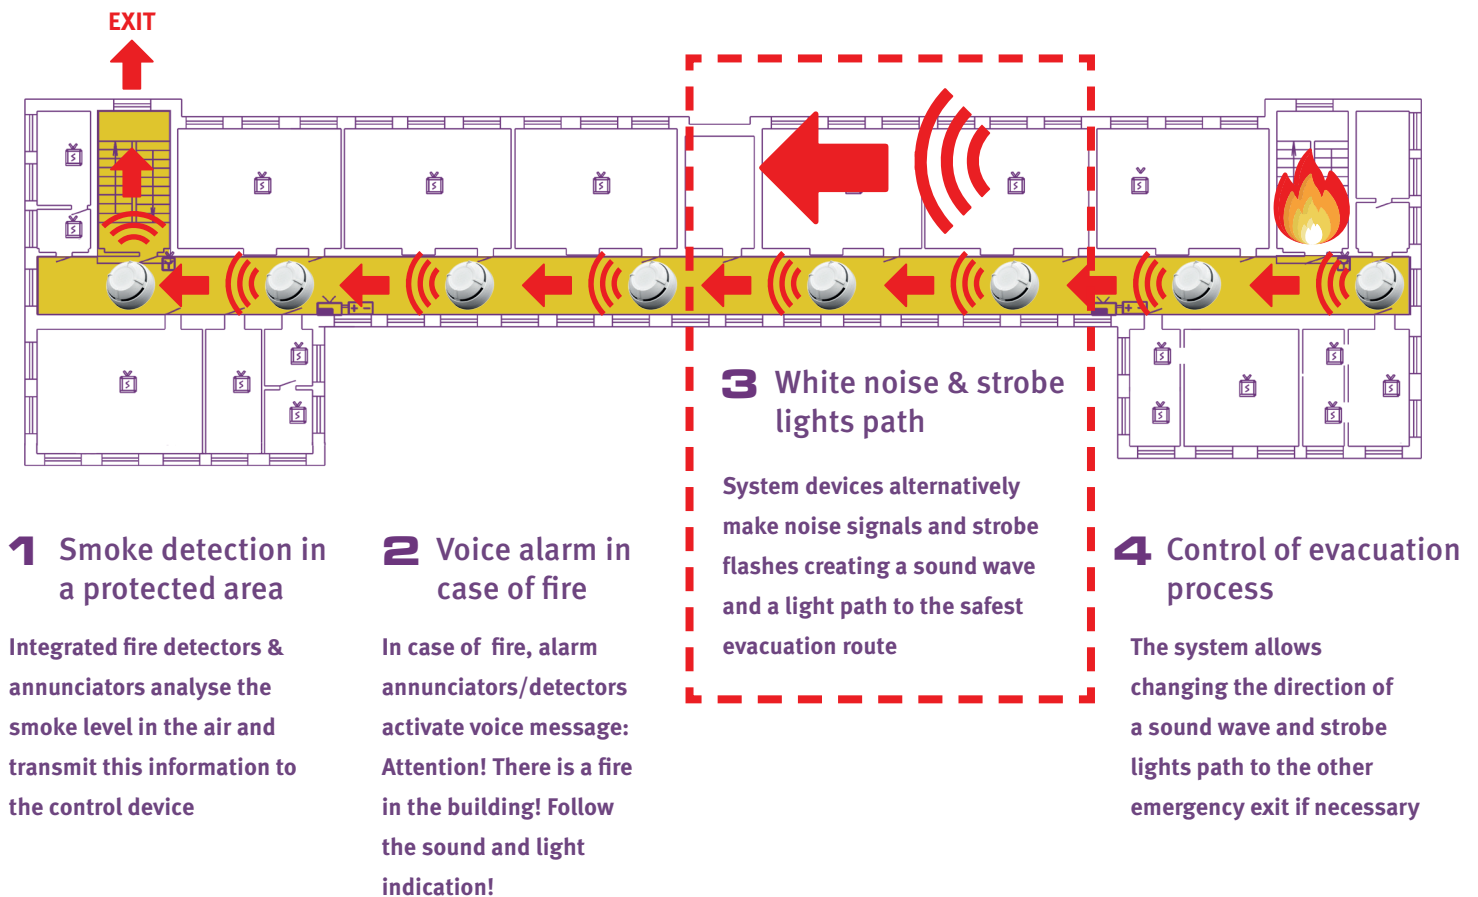 EXIT
1 Smoke detection in
a protected area
Integrated fire detectors &
annunciators analyse the
smoke level in the air and
transmit this information to
the control device
2 Voice alarm in
case of fire
In case of fire, alarm
annunciators/detectors
activate voice message:
Attention! There is a fire
in the building! Follow
the sound and light
indication!
3 White noise & strobe
lights path
System devices alternatively
make noise signals and strobe
flashes creating a sound wave
and a light path to the safest
evacuation route
4 Control of evacuation
process
The system allows
changing the direction of
a sound wave and strobe
lights path to the other
emergency exit if necessary